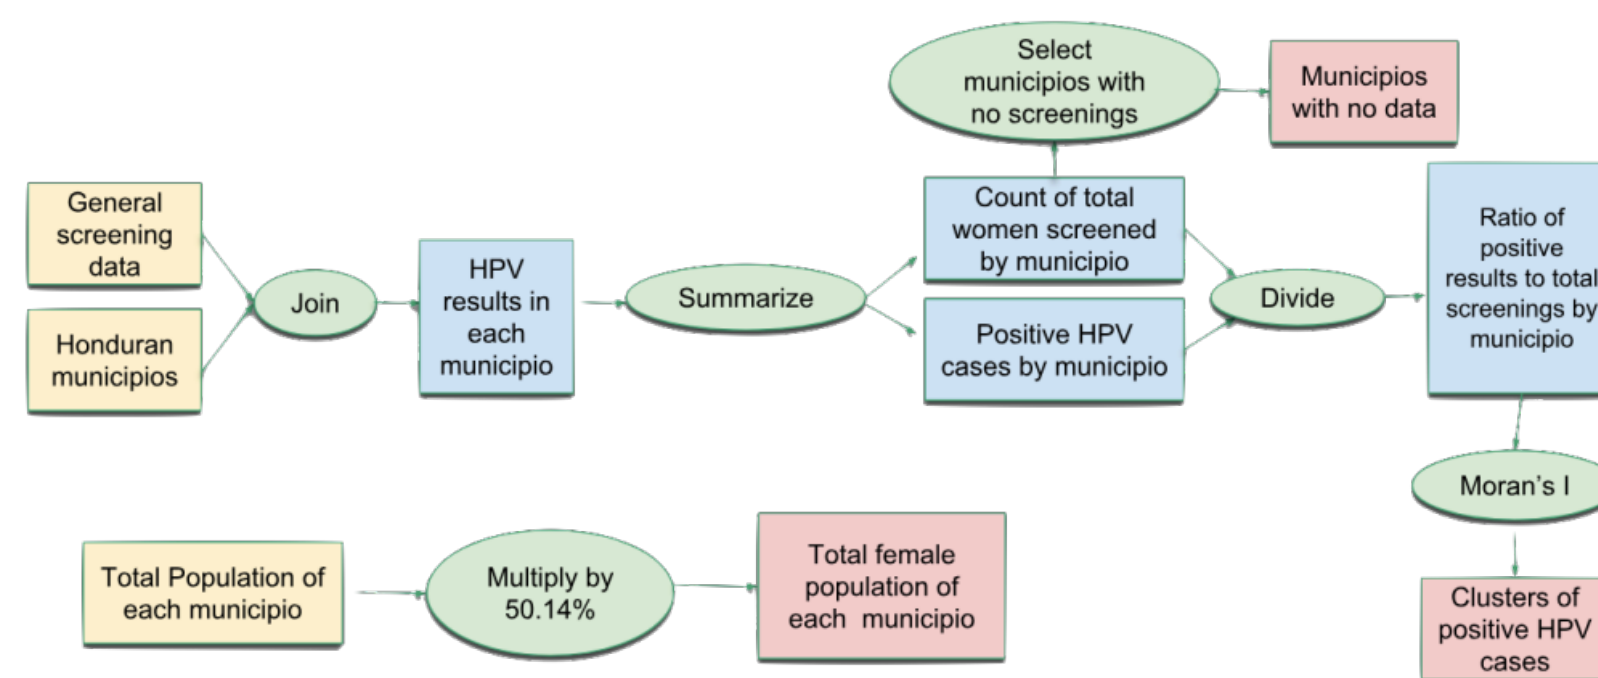 Select
municipios with
no screenings
Municipios
with no data
General
screening
data
Honduran
municipios
Join
HPV
results in
each
municipio
Summarize
Count of total
women screened
by municipio
Positive HPV
cases by municipio
Divide
Ratio of
positive
results to total
screenings by
municipio
Moran's I
Clusters of
positive HPV
cases
Total Population of
each municipio
Multiply by
50.14%
Total female
population of
each municipio